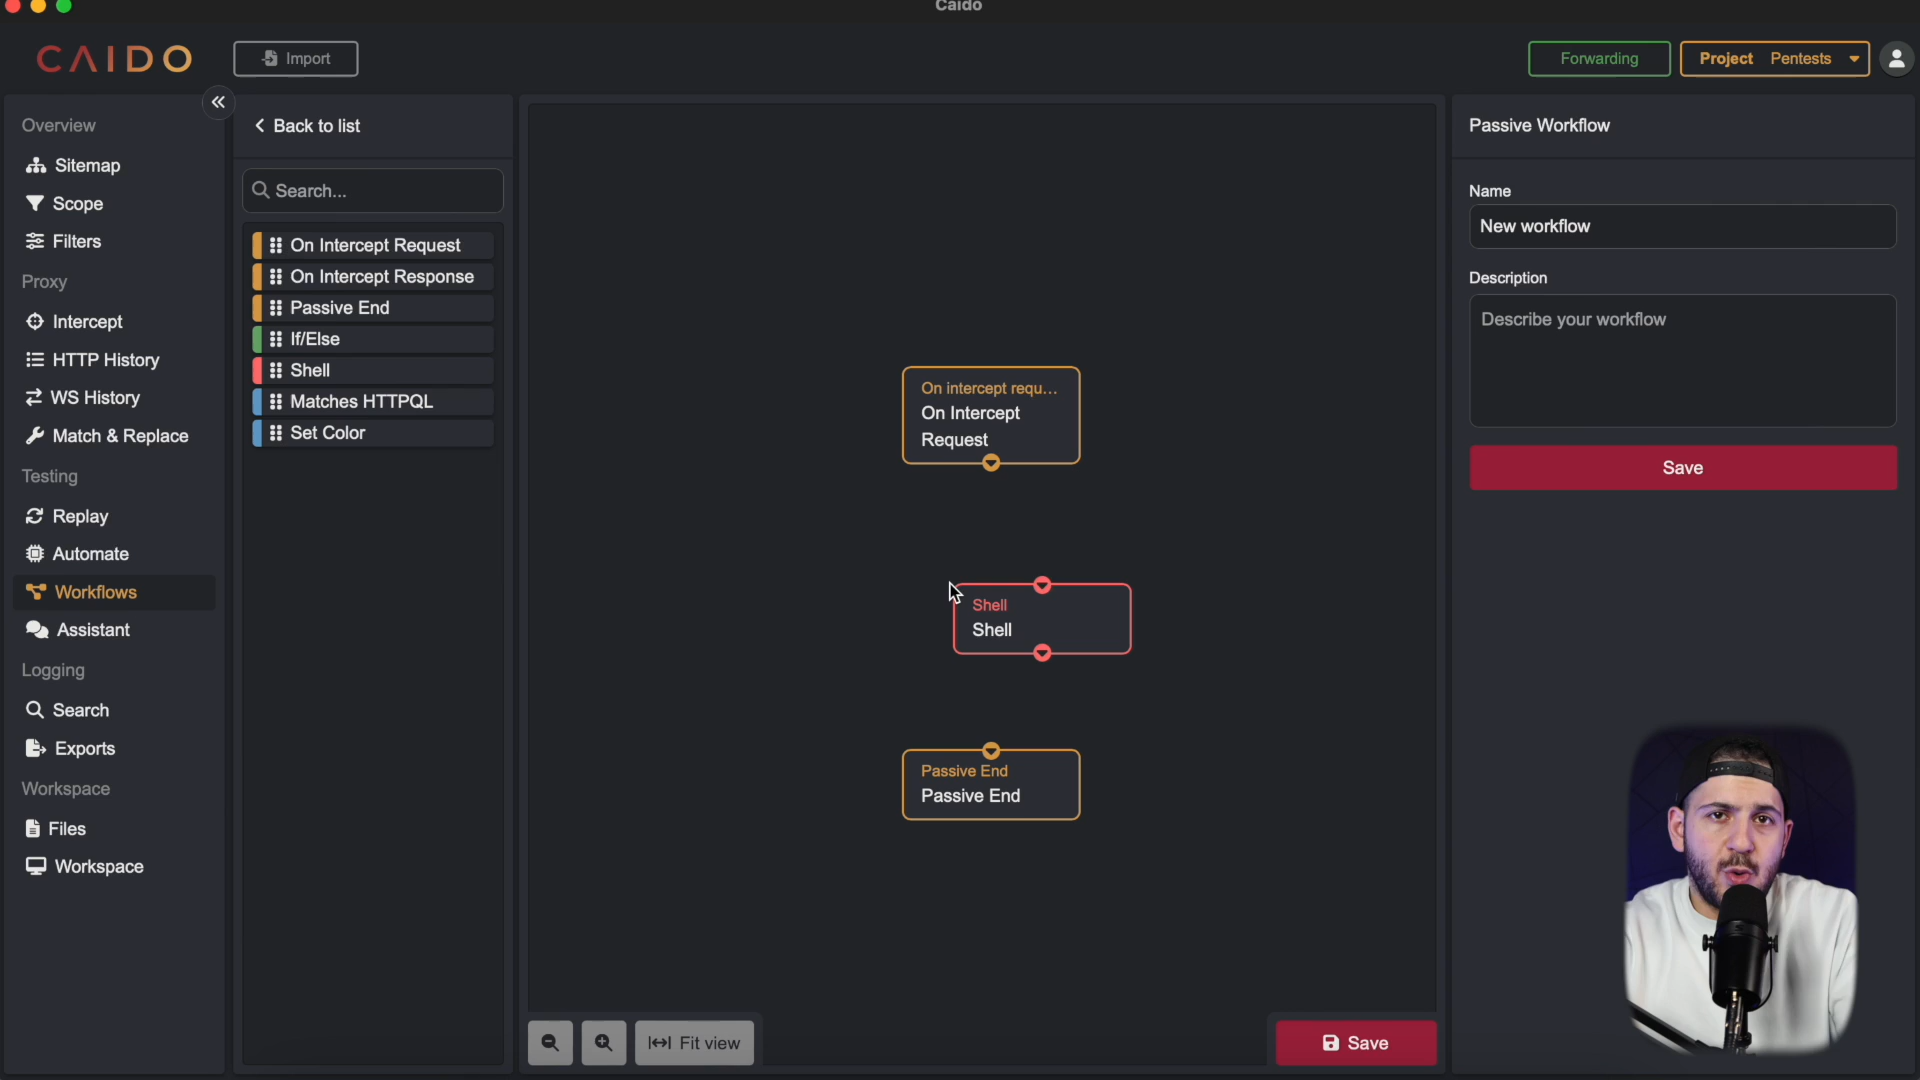 Caido
CAIDO
Import
Forwarding
Project Pentests
Overview
Sitemap
Scope
Filters
Proxy
Intercept
HTTP History
WS History
Match & Replace
Testing
Replay
Automate
Workflows
Assistant
Logging
Search
Exports
Workspace
Files
Workspace
Back to list
Search...
On Intercept Request
On Intercept Response
Passive End
If/Else
Shell
Matches HTTPQL
Set Color
On intercept requ...
On Intercept
Request
Shell
Shell
Passive End
Passive End
Fit view
Save
Passive Workflow
Name
New workflow
Description
Describe your workflow
Save